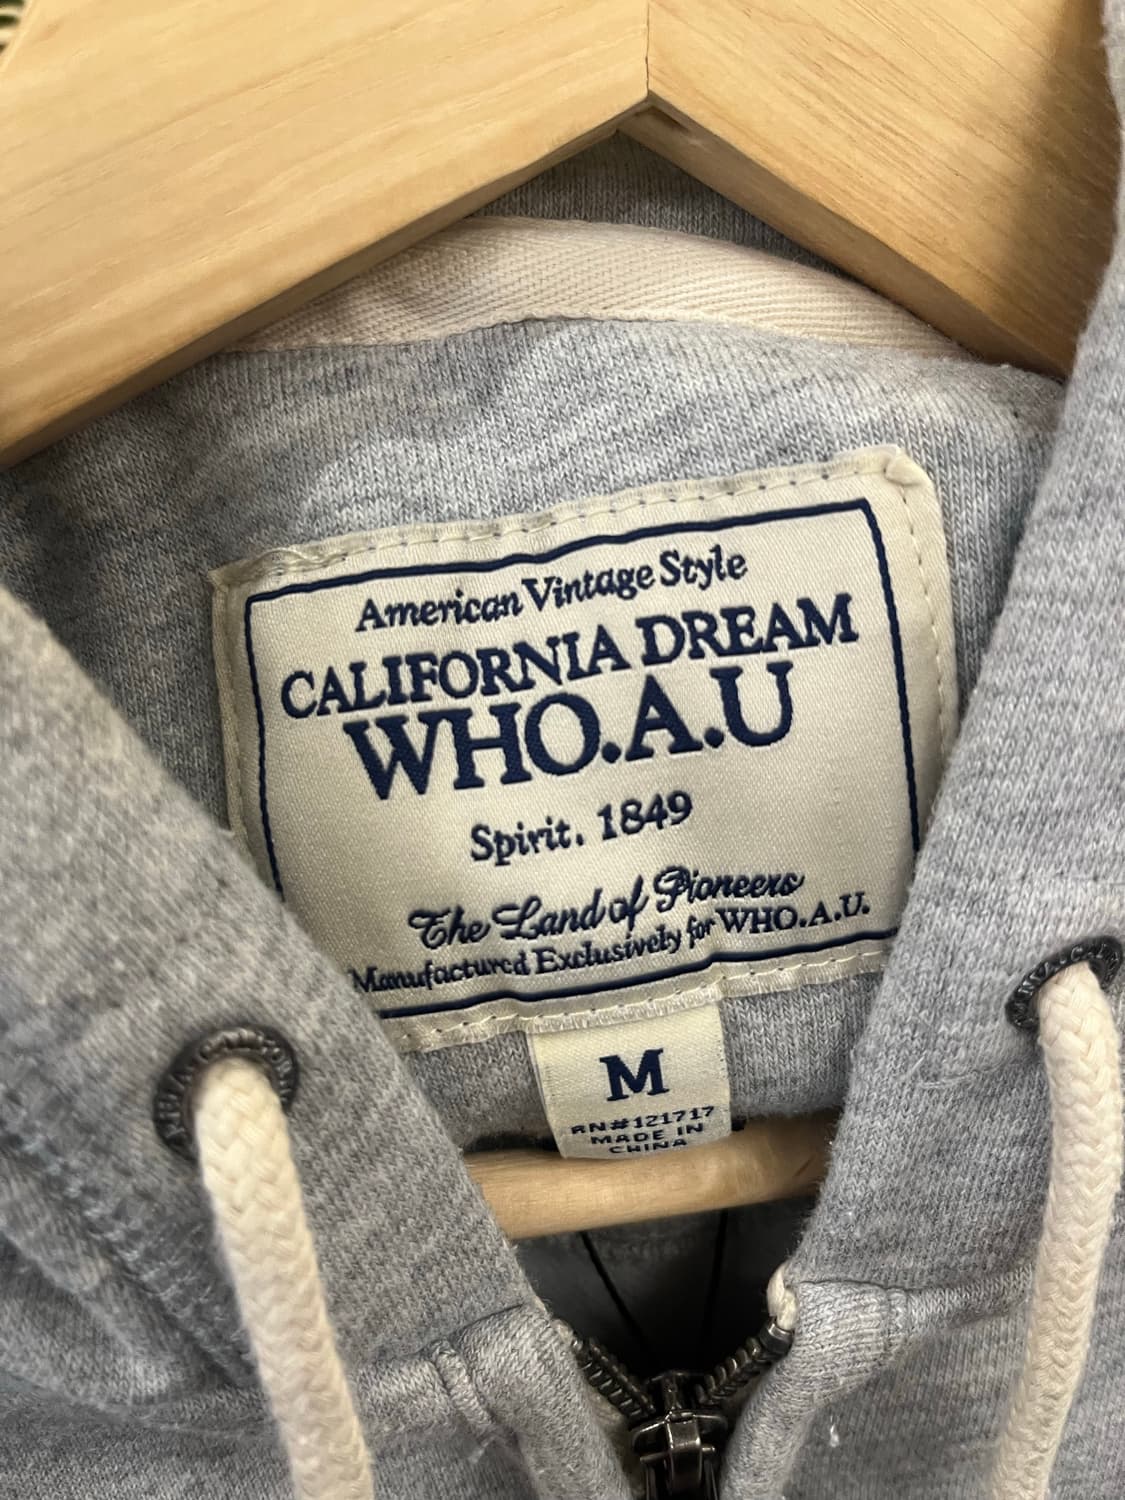 American Vintage Style
CALIFORNIA DREAM
WHO.A.U
Spirit. 1849
The Land of Pioneers
Manufactured Exclusively for WHO.A.U.
M
RN#121717
MADE IN
CHINA